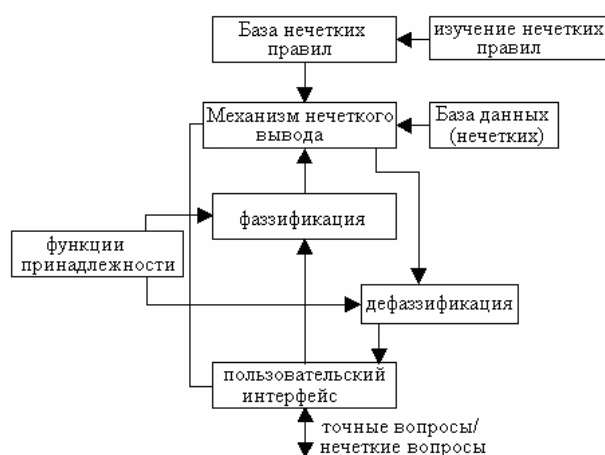 База нечетких
правил
изучение нечетких
правил
Механизм нечеткого
вывода
База данных
(нечетких)
фаззификация
функции
принадлежности
дефаззификация
пользовательский
интерфейс
точные вопросы/
нечеткие вопросы